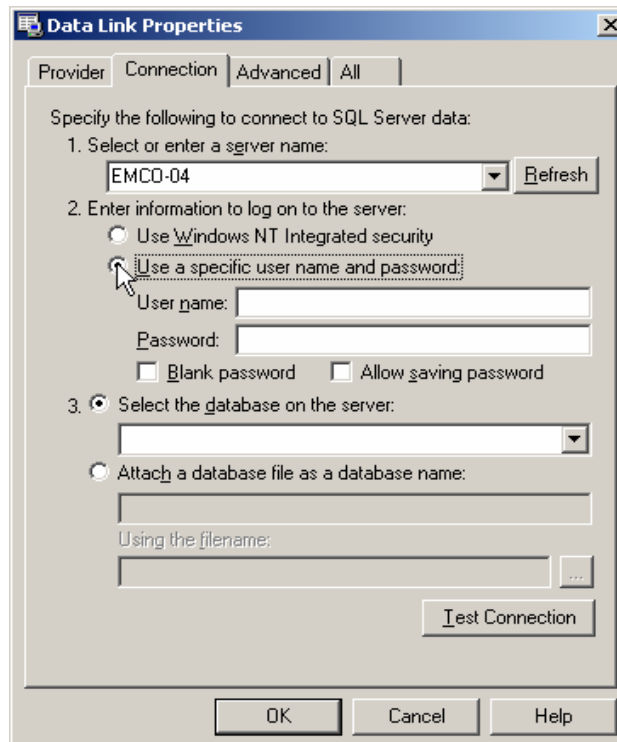 Data Link Properties
Provider Connection Advanced All
Specify the following to connect to SQL Server data:
1. Select or enter a server name:
EMCO-04 Refresh
2. Enter information to log on to the server:
Use Windows NT Integrated security
Use a specific user name and password:
User name:
Password:
Blank password Allow saving password
3. Select the database on the server:
Attach a database file as a database name:
Using the filename:
...
Test Connection
OK Cancel Help